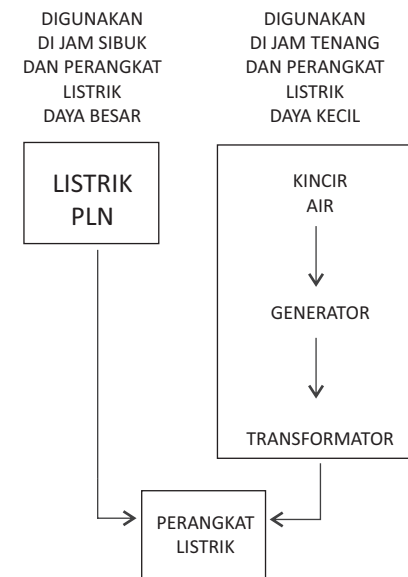 DIGUNAKAN
DI JAM SIBUK
DAN PERANGKAT
LISTRIK
DAYA BESAR
DIGUNAKAN
DI JAM TENANG
DAN PERANGKAT
LISTRIK
DAYA KECIL
LISTRIK
PLN
KINCIR
AIR
GENERATOR
TRANSFORMATOR
PERANGKAT
LISTRIK